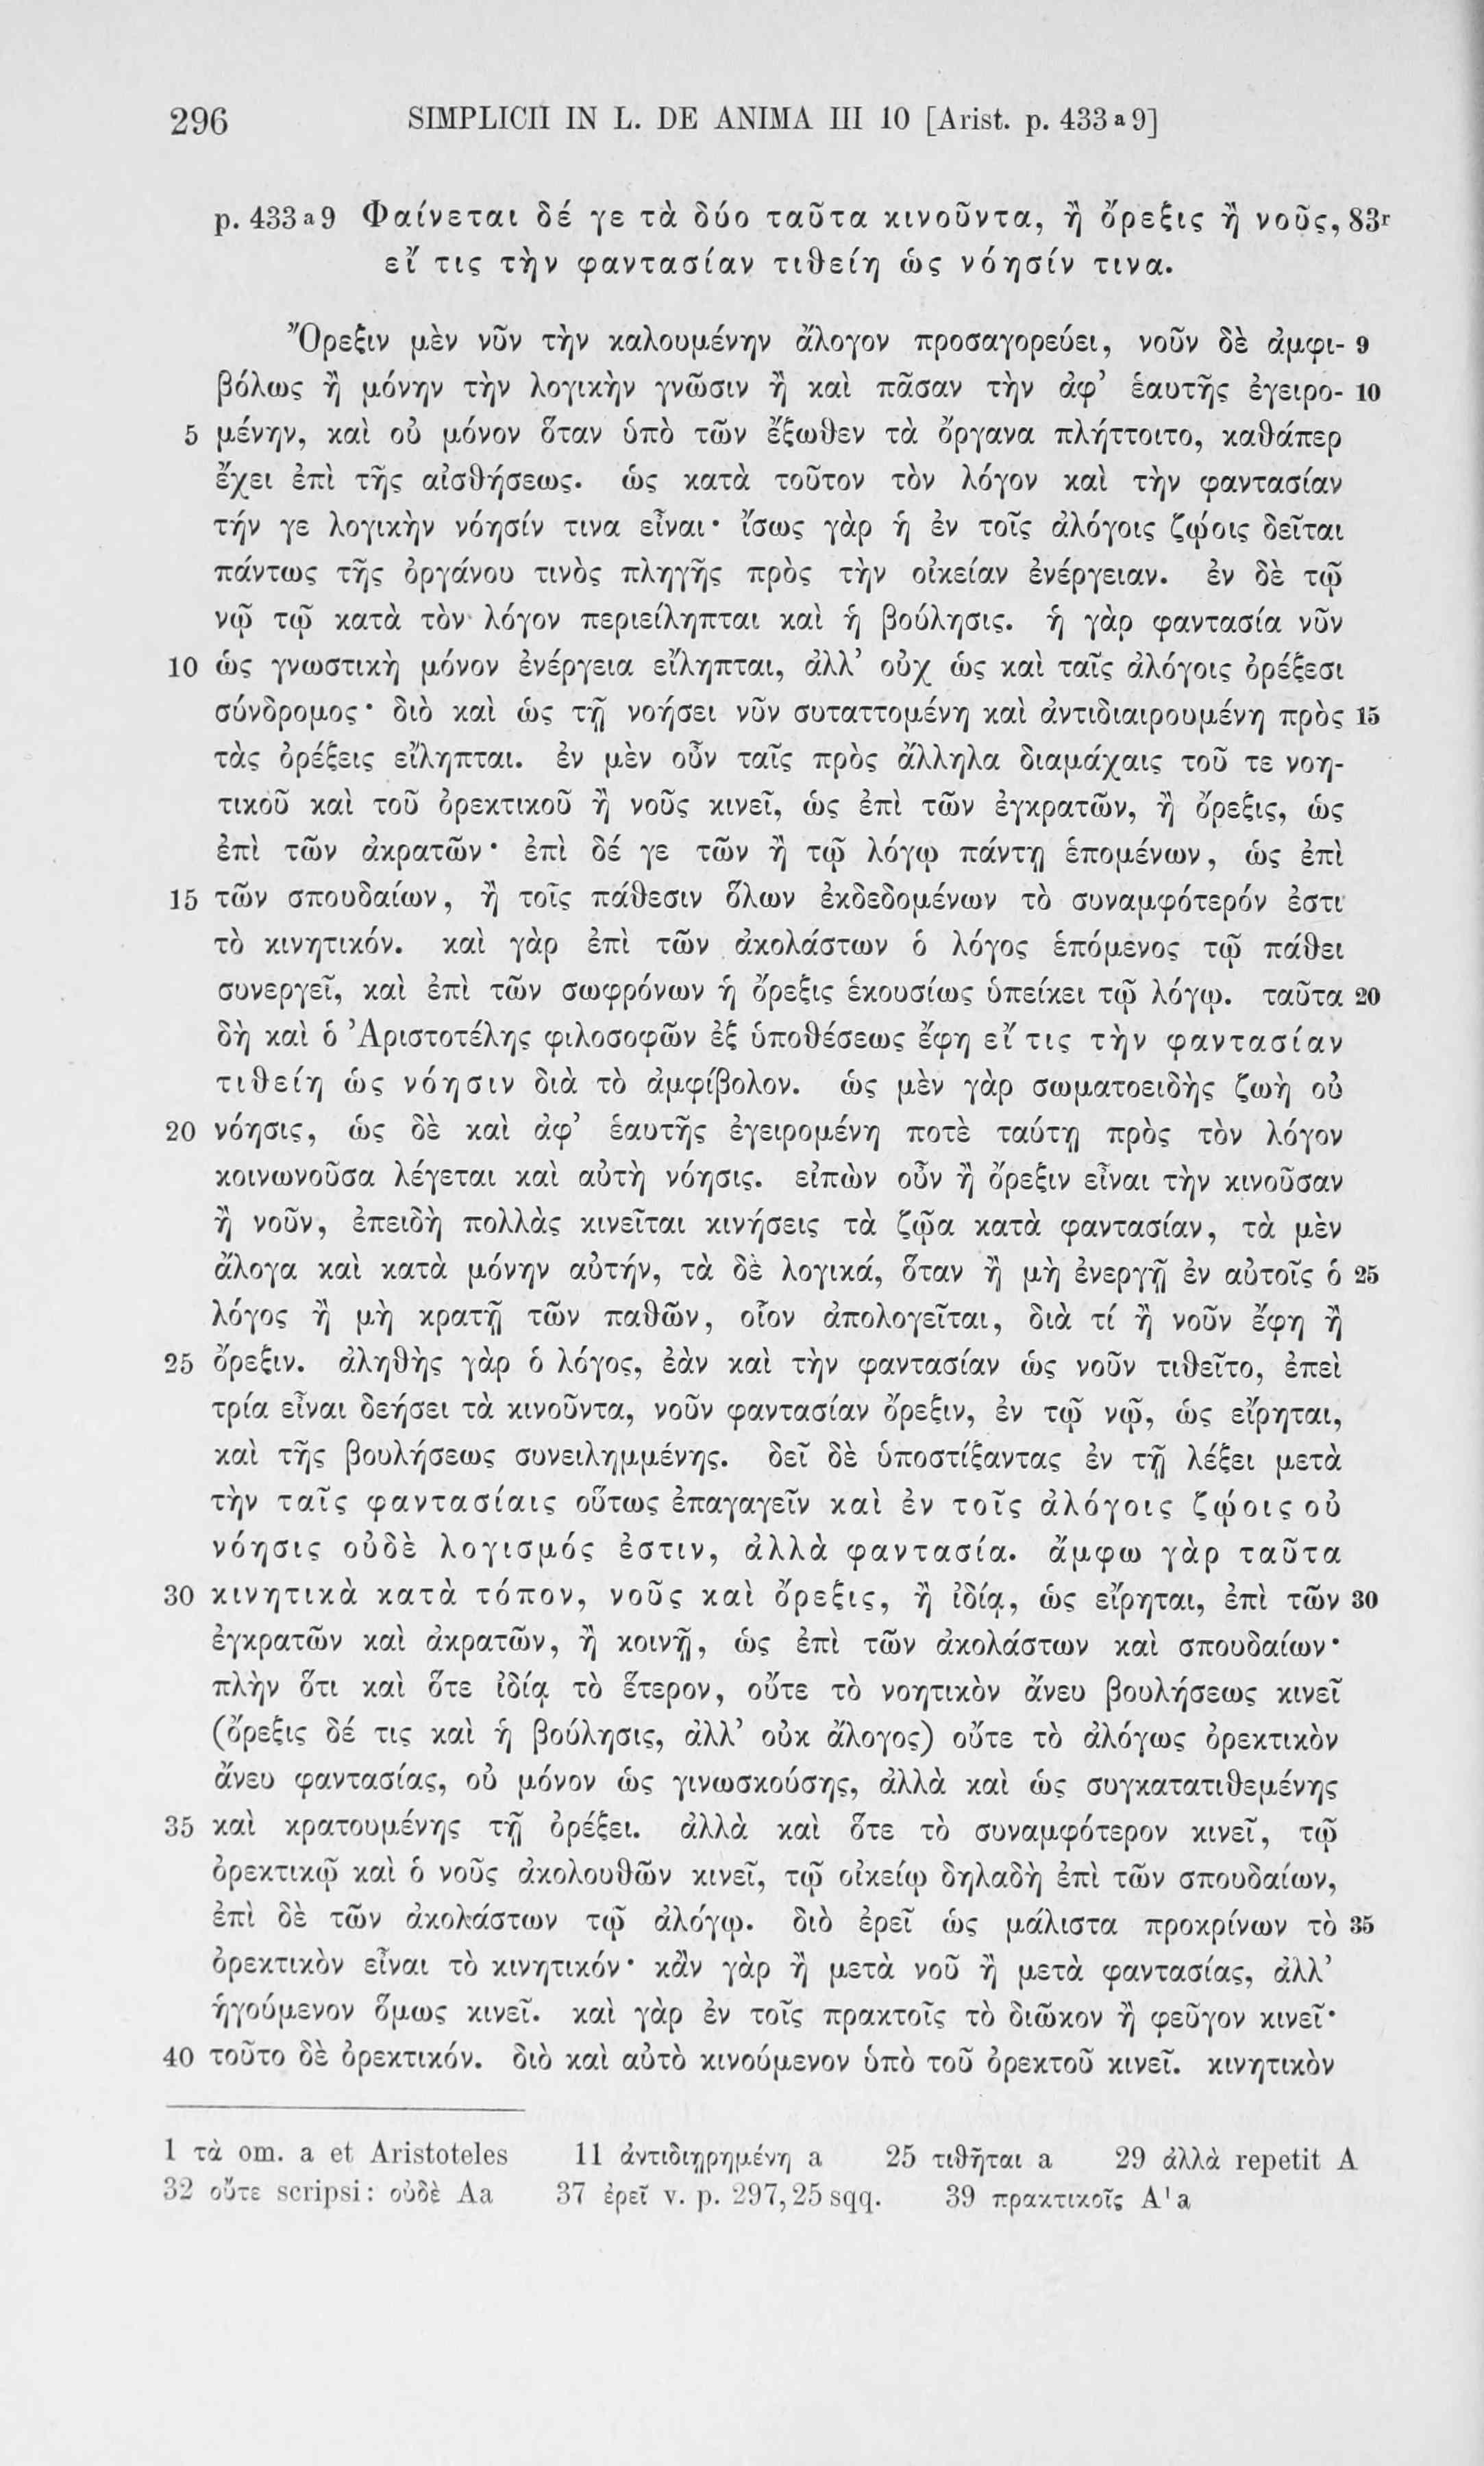 296 SIMPLICII IN L. DE ANIMA III 10 [Arist. p. 433 a 9]
p. 433 a 9 Φαίνεται δέ γε τὰ δύο ταῦτα κινοῦντα, ἢ ὄρεξις ἢ νοῦς, 83r
εἴ τις τὴν φαντασίαν τιθείη ὡς νόησίν τινα.
Ὄρεξιν μὲν νῦν τὴν καλουμένην ἄλογον προσαγορεύει, νοῦν δὲ ἀμφι- 9
βόλως ἢ μόνην τὴν λογικὴν γνῶσιν ἢ καὶ πᾶσαν τὴν ἀφ’ ἑαυτῆς ἐγειρο- 10
5 μένην, καὶ οὐ μόνον ὅταν ὑπὸ τῶν ἔξωθεν τὰ ὄργανα πλήττοιτο, καθάπερ
ἔχει ἐπὶ τῆς αἰσθήσεως. ὡς κατὰ τοῦτον τὸν λόγον καὶ τὴν φαντασίαν
τήν γε λογικὴν νόησίν τινα εἶναι· ἴσως γὰρ ἡ ἐν τοῖς ἀλόγοις ζῴοις δεῖται
πάντως τῆς ὀργάνου τινὸς πληγῆς πρὸς τὴν οἰκείαν ἐνέργειαν. ἐν δὲ τῷ
νῷ τῷ κατὰ τὸν λόγον περιείληπται καὶ ἡ βούλησις. ἡ γὰρ φαντασία νῦν
10 ὡς γνωστικὴ μόνον ἐνέργεια εἴληπται, ἀλλ’ οὐχ ὡς καὶ ταῖς ἀλόγοις ὀρέξεσι
σύνδρομος· διὸ καὶ ὡς τῇ νοήσει νῦν συταττομένη καὶ ἀντιδιαιρουμένη πρὸς 15
τὰς ὀρέξεις εἴληπται. ἐν μὲν οὖν ταῖς πρὸς ἄλληλα διαμάχαις τοῦ τε νοη-
τικοῦ καὶ τοῦ ὀρεκτικοῦ ἢ νοῦς κινεῖ, ὡς ἐπὶ τῶν ἐγκρατῶν, ἢ ὄρεξις, ὡς
ἐπὶ τῶν ἀκρατῶν· ἐπὶ δέ γε τῶν ἢ τῷ λόγῳ πάντῃ ἑπομένων, ὡς ἐπὶ
15 τῶν σπουδαίων, ἢ τοῖς πάθεσιν ὅλων ἐκδεδομένων τὸ συναμφότερόν ἐστι
τὸ κινητικόν. καὶ γὰρ ἐπὶ τῶν ἀκολάστων ὁ λόγος ἑπόμενος τῷ πάθει
συνεργεῖ, καὶ ἐπὶ τῶν σωφρόνων ἡ ὄρεξις ἑκουσίως ὑπείκει τῷ λόγῳ. ταῦτα 20
δὴ καὶ ὁ Ἀριστοτέλης φιλοσοφῶν ἐξ ὑποθέσεως ἔφη εἴ τις τὴν φαντασίαν
τιθείη ὡς νόησιν διὰ τὸ ἀμφίβολον. ὡς μὲν γὰρ σωματοειδὴς ζωὴ οὐ
20 νόησις, ὡς δὲ καὶ ἀφ’ ἑαυτῆς ἐγειρομένη ποτὲ ταύτῃ πρὸς τὸν λόγον
κοινωνοῦσα λέγεται καὶ αὐτὴ νόησις. εἰπὼν οὖν ἢ ὄρεξιν εἶναι τὴν κινοῦσαν
ἢ νοῦν, ἐπειδὴ πολλὰς κινεῖται κινήσεις τὰ ζῷα κατὰ φαντασίαν, τὰ μὲν
ἄλογα καὶ κατὰ μόνην αὐτήν, τὰ δὲ λογικά, ὅταν ἢ μὴ ἐνεργῇ ἐν αὐτοῖς ὁ 25
λόγος ἢ μὴ κρατῇ τῶν παθῶν, οἷον ἀπολογεῖται, διὰ τί ἢ νοῦν ἔφη ἢ
25 ὄρεξιν. ἀληθὴς γὰρ ὁ λόγος, ἐὰν καὶ τὴν φαντασίαν ὡς νοῦν τιθεῖτο, ἐπεὶ
τρία εἶναι δεήσει τὰ κινοῦντα, νοῦν φαντασίαν ὄρεξιν, ἐν τῷ νῷ, ὡς εἴρηται,
καὶ τῆς βουλήσεως συνειλημμένης. δεῖ δὲ ὑποστίξαντας ἐν τῇ λέξει μετὰ
τὴν ταῖς φαντασίαις οὕτως ἐπαγαγεῖν καὶ ἐν τοῖς ἀλόγοις ζῴοις οὐ
νόησις οὐδὲ λογισμός ἐστιν, ἀλλὰ φαντασία. ἄμφω γὰρ ταῦτα
30 κινητικὰ κατὰ τόπον, νοῦς καὶ ὄρεξις, ἢ ἰδίᾳ, ὡς εἴρηται, ἐπὶ τῶν 30
ἐγκρατῶν καὶ ἀκρατῶν, ἢ κοινῇ, ὡς ἐπὶ τῶν ἀκολάστων καὶ σπουδαίων·
πλὴν ὅτι καὶ ὅτε ἰδίᾳ τὸ ἕτερον, οὔτε τὸ νοητικὸν ἄνευ βουλήσεως κινεῖ
(ὄρεξις δέ τις καὶ ἡ βούλησις, ἀλλ’ οὐκ ἄλογος) οὔτε τὸ ἀλόγως ὀρεκτικὸν
ἄνευ φαντασίας, οὐ μόνον ὡς γινωσκούσης, ἀλλὰ καὶ ὡς συγκατατιθεμένης
35 καὶ κρατουμένης τῇ ὀρέξει. ἀλλὰ καὶ ὅτε τὸ συναμφότερον κινεῖ, τῷ
ὀρεκτικῷ καὶ ὁ νοῦς ἀκολουθῶν κινεῖ, τῷ οἰκείῳ δηλαδὴ ἐπὶ τῶν σπουδαίων,
ἐπὶ δὲ τῶν ἀκολάστων τῷ ἀλόγῳ. διὸ ἐρεῖ ὡς μάλιστα προκρίνων τὸ 35
ὀρεκτικὸν εἶναι τὸ κινητικόν· κἂν γὰρ ἢ μετὰ νοῦ ἢ μετὰ φαντασίας, ἀλλ’
ἡγούμενον ὅμως κινεῖ. καὶ γὰρ ἐν τοῖς πρακτοῖς τὸ διῶκον ἢ φεῦγον κινεῖ·
40 τοῦτο δὲ ὀρεκτικόν. διὸ καὶ αὐτὸ κινούμενον ὑπὸ τοῦ ὀρεκτοῦ κινεῖ. κινητικὸν
1 τὰ om. a et Aristoteles 11 ἀντιδιῃρημένη a 25 τιθῆται a 29 ἀλλὰ repetit A
32 οὔτε scripsi: οὐδὲ Aa 37 ἐρεῖ v. p. 297,25 sqq. 39 πρακτικοῖς A¹a